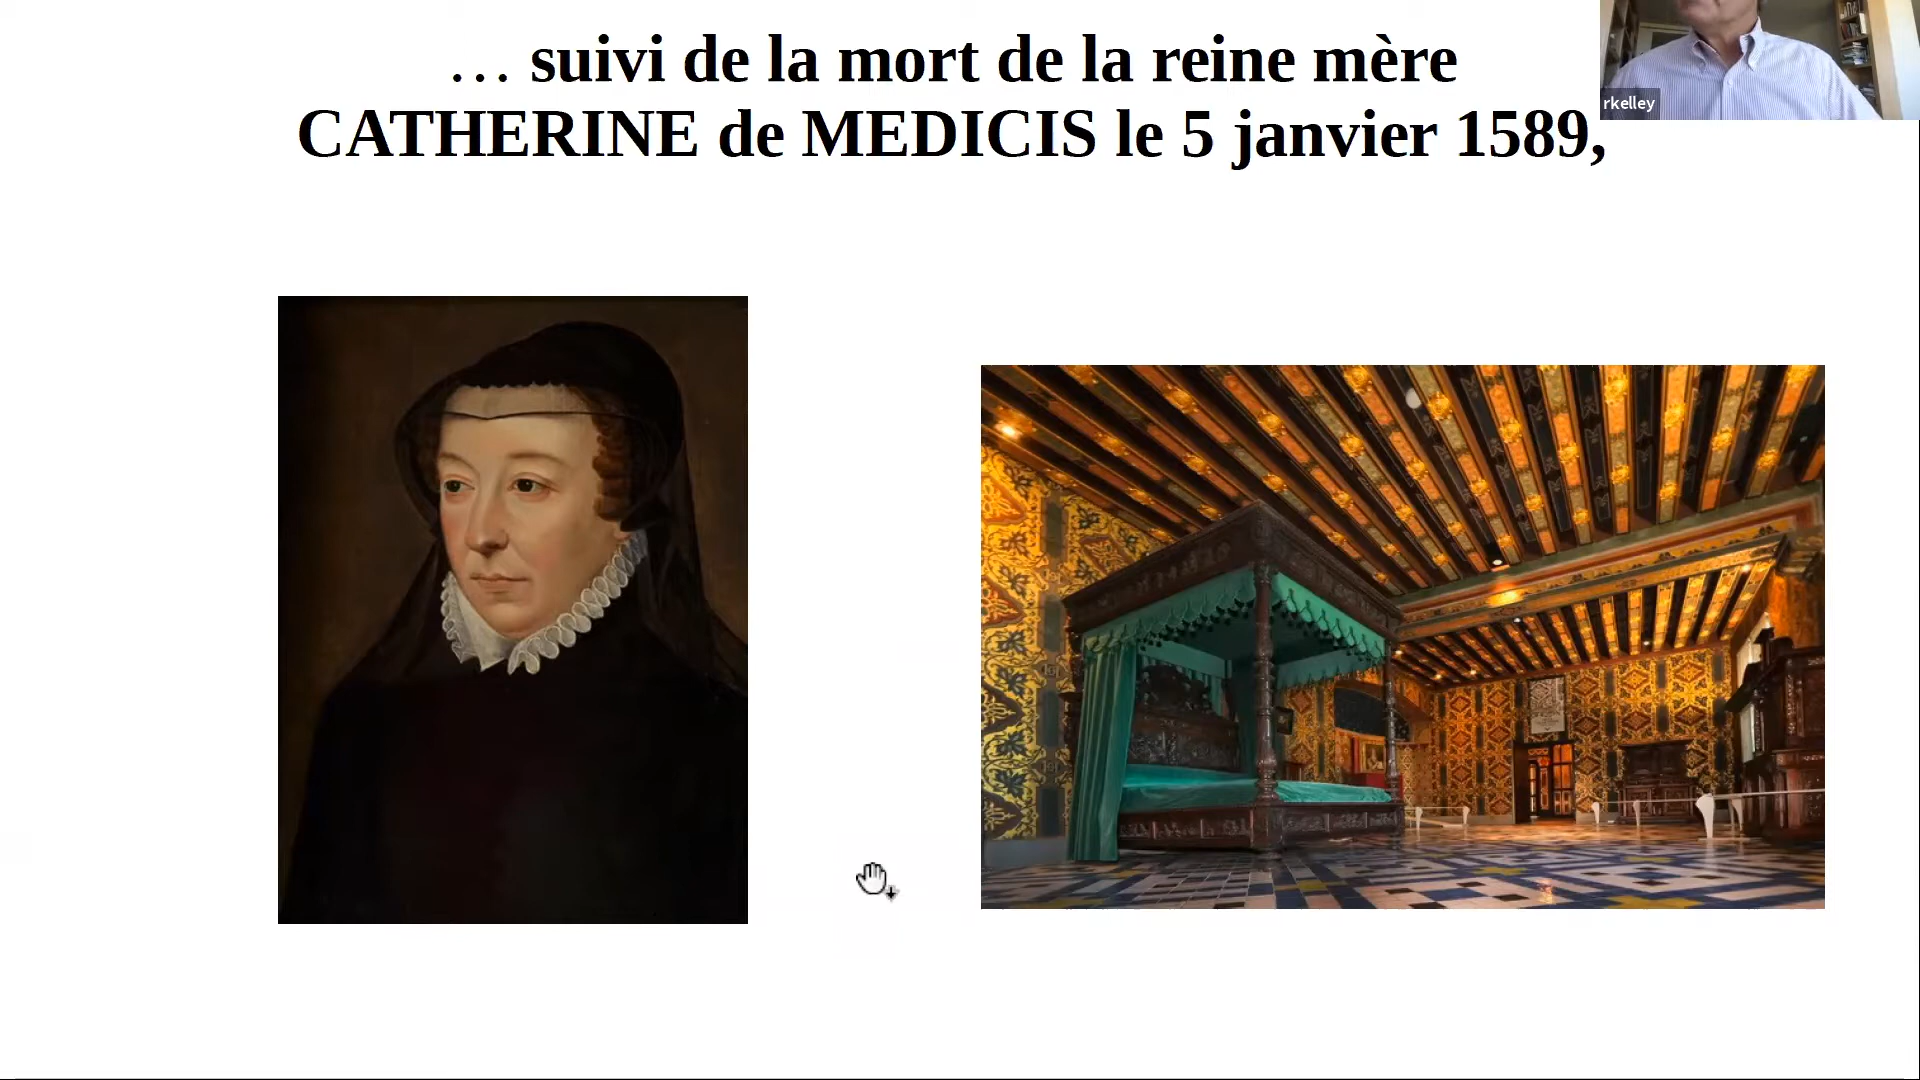 … suivi de la mort de la reine mère
CATHERINE de MEDICIS le 5 janvier 1589,
rkelley